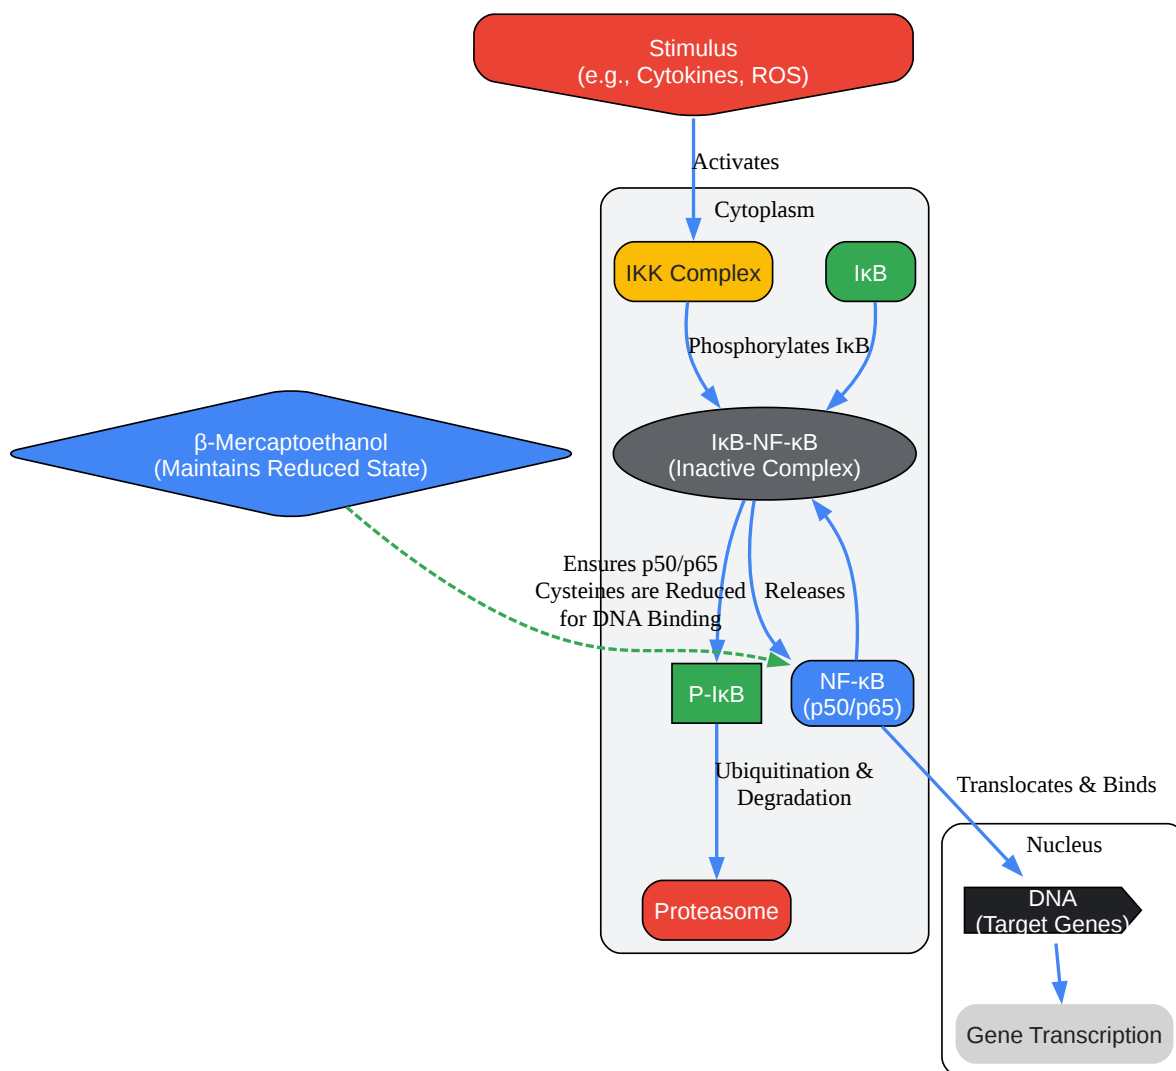 Stimulus
(e.g., Cytokines, ROS)
Activates
Cytoplasm
IKK Complex
IκB
Phosphorylates IκB
β-Mercaptoethanol
(Maintains Reduced State)
IκB-NF-κB
(Inactive Complex)
Ensures p50/p65
Cysteines are Reduced
for DNA Binding
Releases
P-IκB
NF-κB
(p50/p65)
Ubiquitination &
Degradation
Translocates & Binds
Nucleus
DNA
(Target Genes)
Proteasome
Gene Transcription